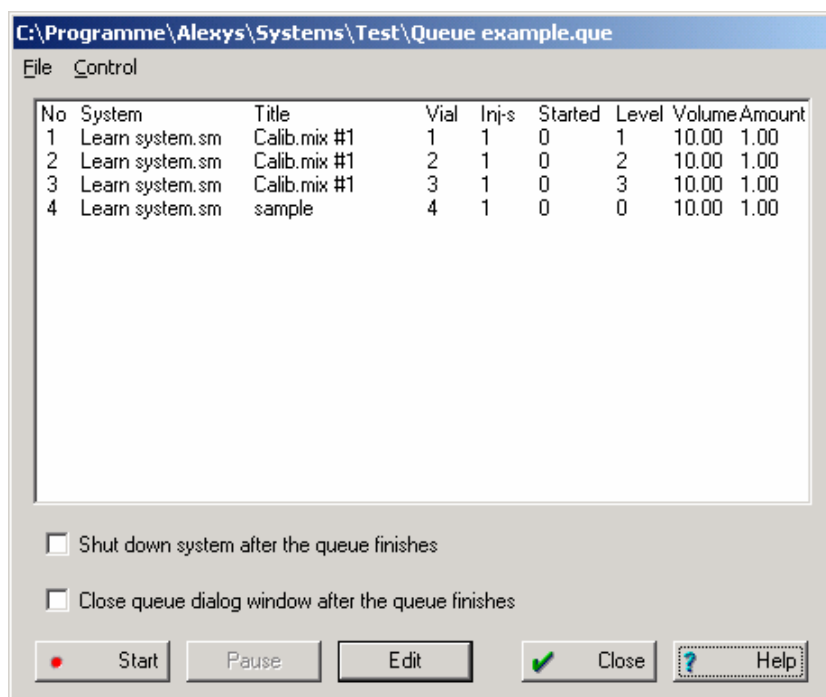 C:\Programme\Alexys\Systems\Test\Queue example.que
File Control
No System Title Vial Inj-s Started Level Volume Amount
1 Learn system.sm Calib.mix #1 1 1 0 1 10.00 1.00
2 Learn system.sm Calib.mix #1 2 1 0 2 10.00 1.00
3 Learn system.sm Calib.mix #1 3 1 0 3 10.00 1.00
4 Learn system.sm sample 4 1 0 0 10.00 1.00
Shut down system after the queue finishes
Close queue dialog window after the queue finishes
Start Pause Edit Close ? Help